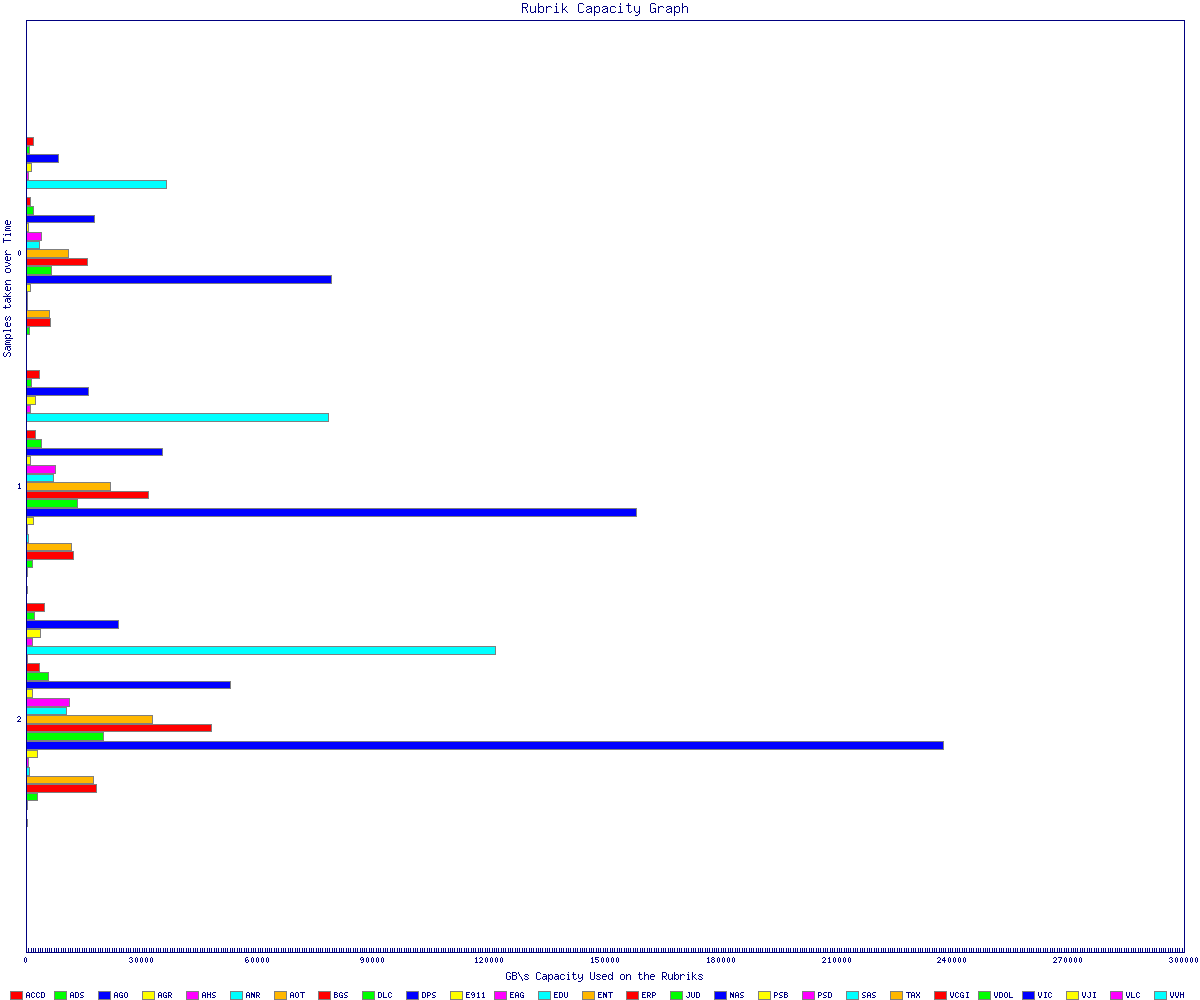 Rubrik Capacity Graph
Samples taken over Time
0
1
2
0 30000 60000 90000 120000 150000 180000 210000 240000 270000 300000
GB\s Capacity Used on the Rubriks
ACCD ADS AGO AGR AHS ANR AOT BGS DLC DPS E911 EAG EDU ENT ERP JUD NAS PSB PSD SAS TAX VCGI VDOL VIC VJI VLC VVH